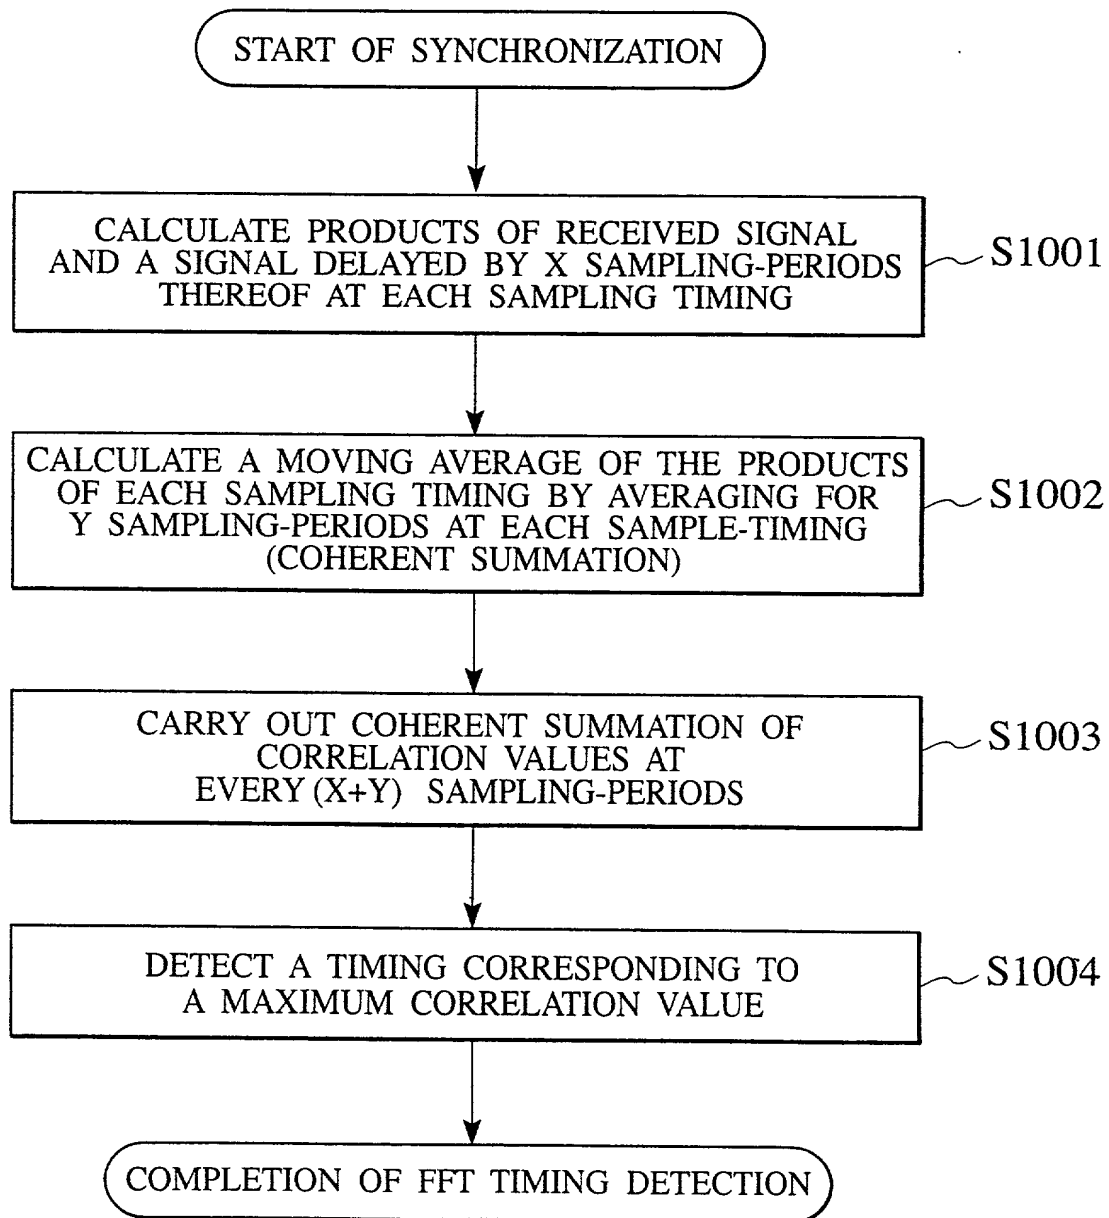 START OF SYNCHRONIZATION
CALCULATE PRODUCTS OF RECEIVED SIGNAL
AND A SIGNAL DELAYED BY X SAMPLING-PERIODS
THEREOF AT EACH SAMPLING TIMING
S1001
CALCULATE A MOVING AVERAGE OF THE PRODUCTS
OF EACH SAMPLING TIMING BY AVERAGING FOR
Y SAMPLING-PERIODS AT EACH SAMPLE-TIMING
(COHERENT SUMMATION)
S1002
CARRY OUT COHERENT SUMMATION OF
CORRELATION VALUES AT
EVERY (X+Y) SAMPLING-PERIODS
S1003
DETECT A TIMING CORRESPONDING TO
A MAXIMUM CORRELATION VALUE
S1004
COMPLETION OF FFT TIMING DETECTION